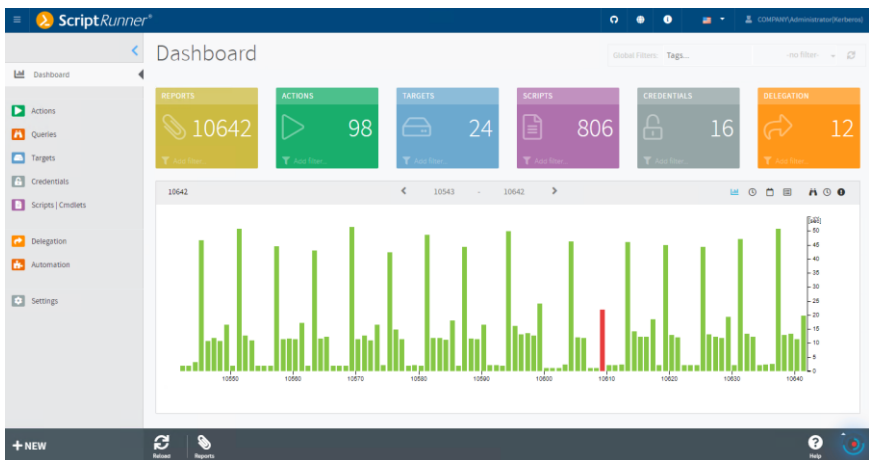 ScriptRunner®
COMPANY\Administrator(Kerberos)
Dashboard
Global Filters Tags... -no filter-
Dashboard
Actions
Queries
Targets
Credentials
Scripts | Cmdlets
Delegation
Automation
Settings
REPORTS
10642
Add filter...
ACTIONS
98
Add filter...
TARGETS
24
Add filter...
SCRIPTS
806
Add filter...
CREDENTIALS
16
Add filter...
DELEGATION
12
Add filter...
10642 10543 - 10642
50
45
40
35
30
25
20
15
10
5
0
10550 10560 10570 10580 10590 10600 10610 10620 10630 10640
+NEW
Reload
Reports
Help